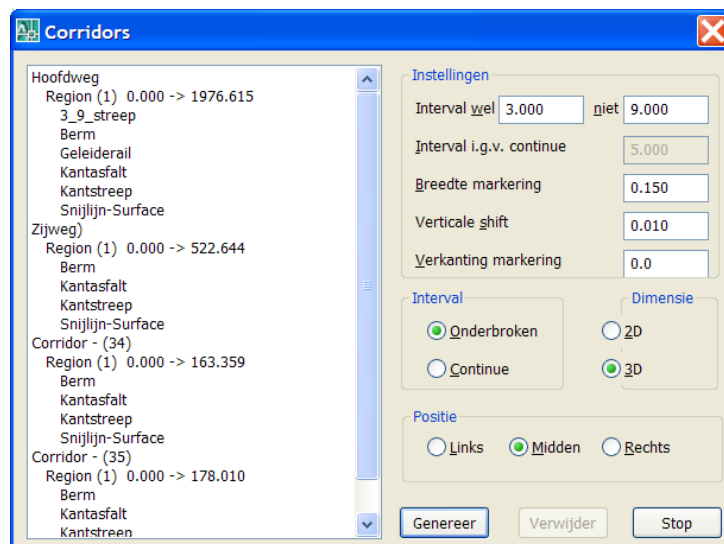 Corridors
Hoofdweg
Region (1) 0.000 -> 1976.615
3_9_streep
Berm
Geleiderail
Kantasfalt
Kantstreep
Snijlijn-Surface
Zijweg)
Region (1) 0.000 -> 522.644
Berm
Kantasfalt
Kantstreep
Snijlijn-Surface
Corridor - (34)
Region (1) 0.000 -> 163.359
Berm
Kantasfalt
Kantstreep
Snijlijn-Surface
Corridor - (35)
Region (1) 0.000 -> 178.010
Berm
Kantasfalt
Kantstreep
Instellingen
Interval wel 3.000 niet 9.000
Interval i.g.v. continue 5.000
Breedte markering 0.150
Verticale shift 0.010
Verkanting markering 0.0
Interval
Onderbroken
Continue
Dimensie
2D
3D
Positie
Links Midden Rechts
Genereer Verwijder Stop